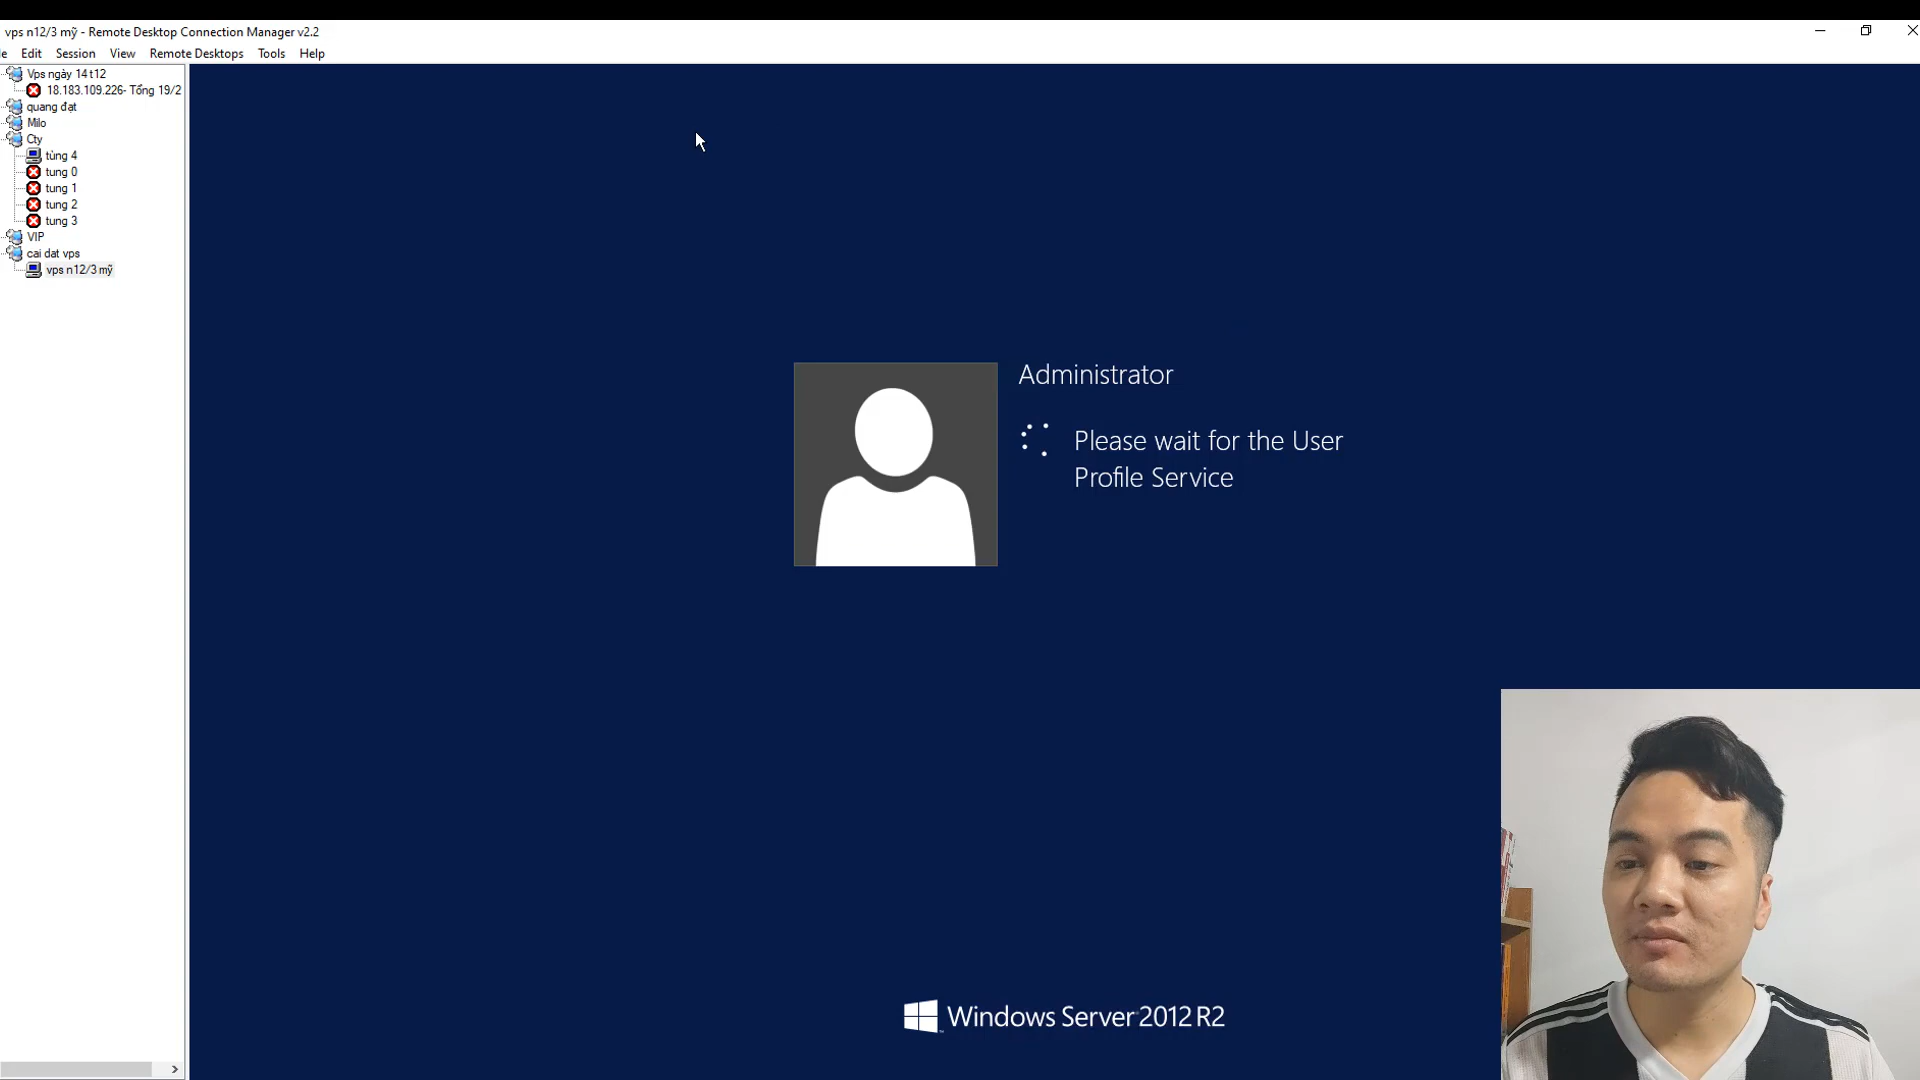 vps n12/3 mỹ - Remote Desktop Connection Manager v2.2
Edit Session View Remote Desktops Tools Help
Vps ngày 14t12
18.183.109.226- Tổng 19/2
quang đạt
Milo
Cty
tùng 4
tung 0
tung 1
tung 2
tung 3
VIP
cai dat vps
vps n12/3 mỹ
Administrator
Please wait for the User
Profile Service
Windows Server 2012 R2